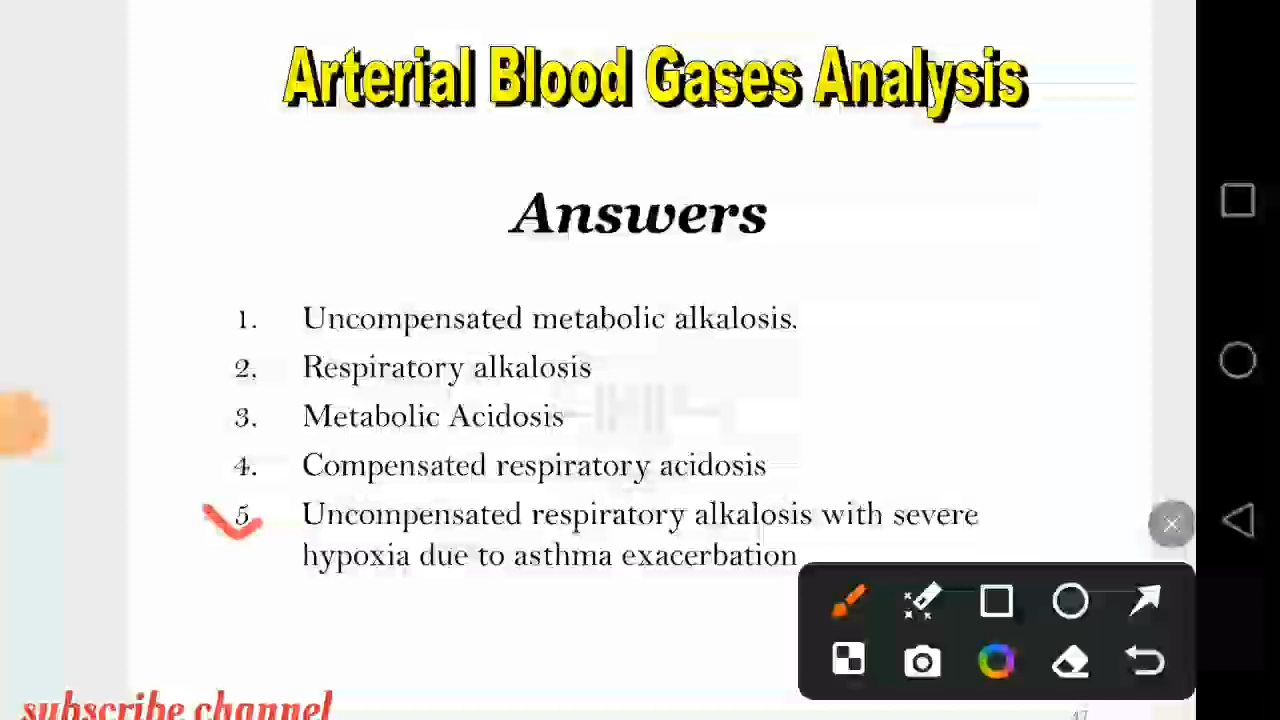 Arterial Blood Gases Analysis
Answers
1. Uncompensated metabolic alkalosis.
2. Respiratory alkalosis
3. Metabolic Acidosis
4. Compensated respiratory acidosis
5 Uncompensated respiratory alkalosis with severe
hypoxia due to asthma exacerbation
subscribe channel
47